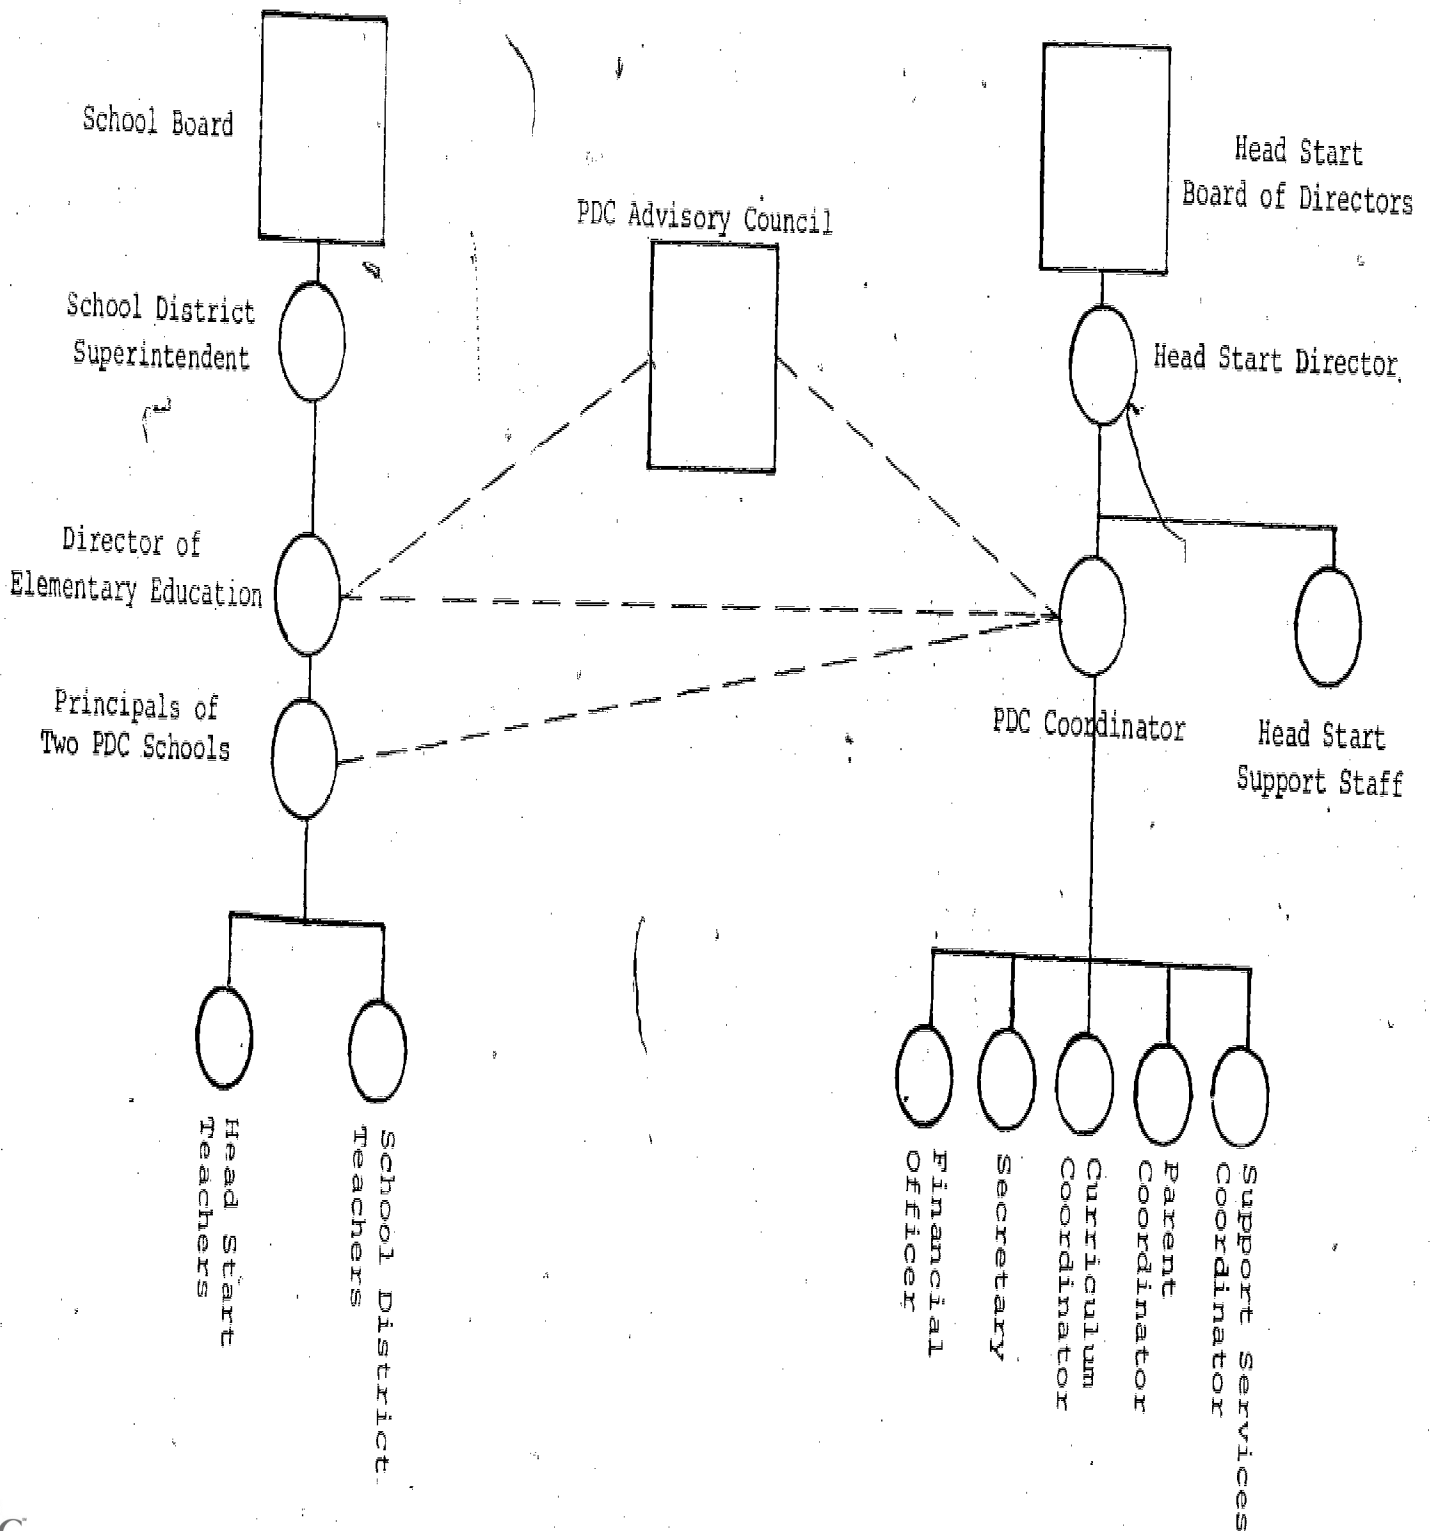 School Board
Head Start
Board of Directors
PDC Advisory Council
School District
Superintendent
Head Start Director
Director of
Elementary Education
Principals of
Two PDC Schools
PDC Coordinator
Head Start
Support Staff
Head Start
Teachers
School District
Teachers
Financial
Officer
Secretary
Curriculum
Coordinator
Parent
Coordinator
Support Services
Coordinator